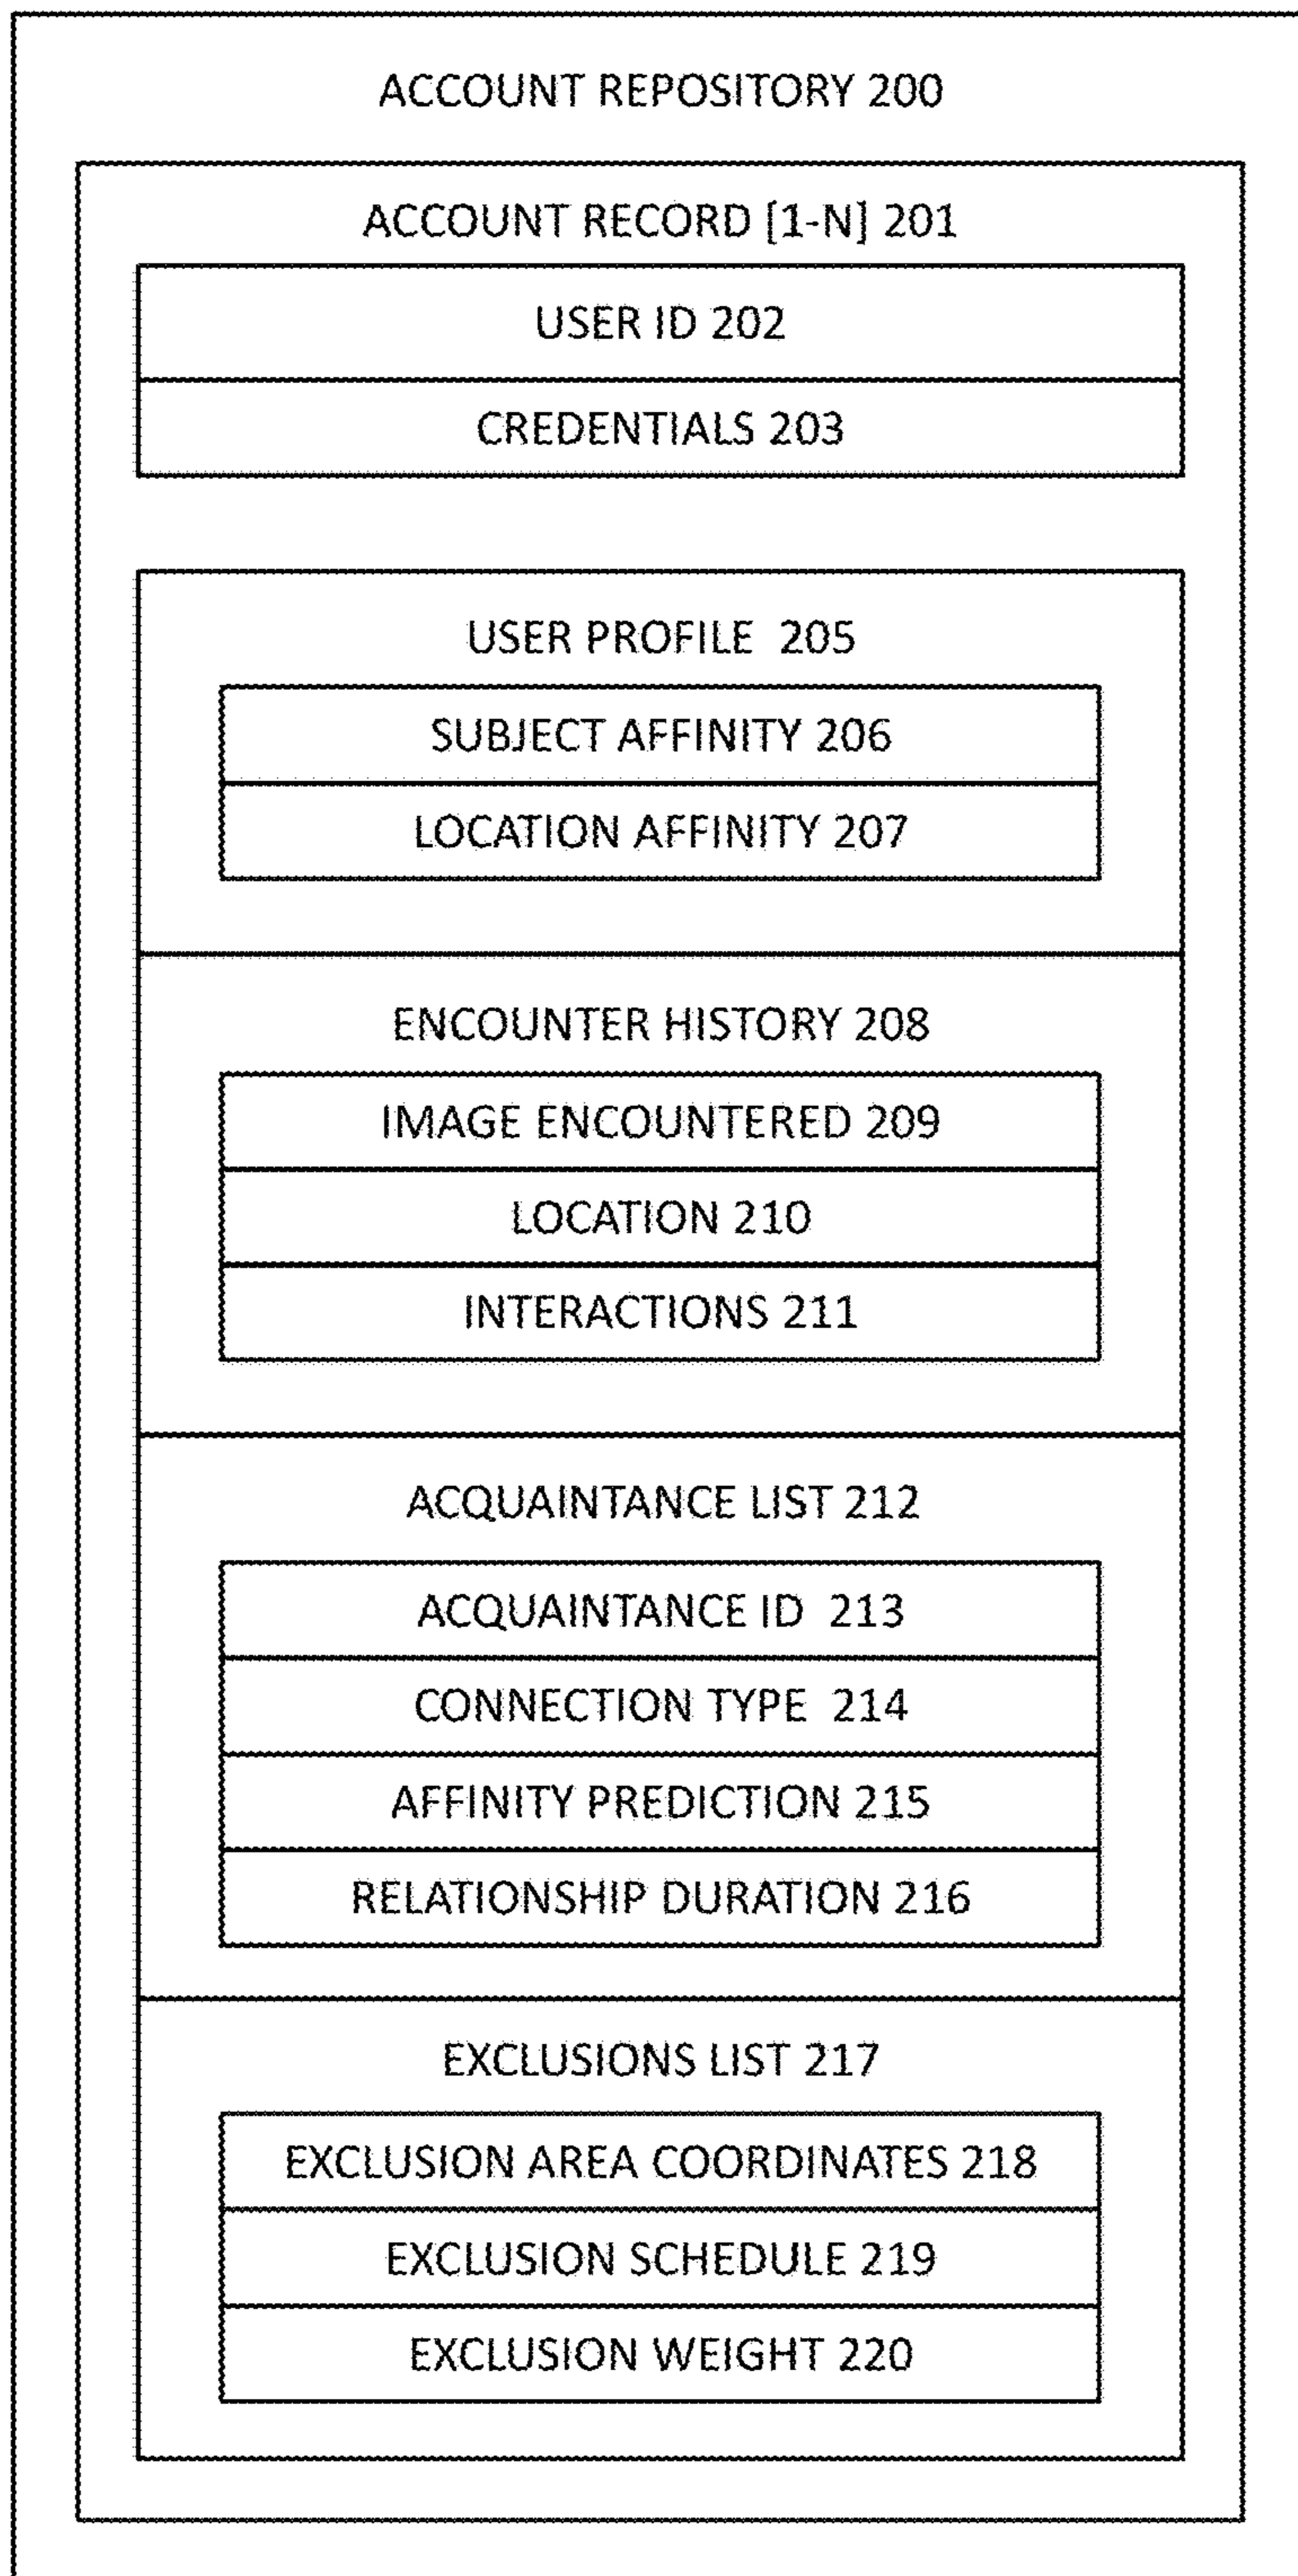 ACCOUNT REPOSITORY 200
ACCOUNT RECORD [1-N] 201
USER ID 202
CREDENTIALS 203
USER PROFILE 205
SUBJECT AFFINITY 206
LOCATION AFFINITY 207
ENCOUNTER HISTORY 208
IMAGE ENCOUNTERED 209
LOCATION 210
INTERACTIONS 211
ACQUAINTANCE LIST 212
ACQUAINTANCE ID 213
CONNECTION TYPE 214
AFFINITY PREDICTION 215
RELATIONSHIP DURATION 216
EXCLUSIONS LIST 217
EXCLUSION AREA COORDINATES 218
EXCLUSION SCHEDULE 219
EXCLUSION WEIGHT 220